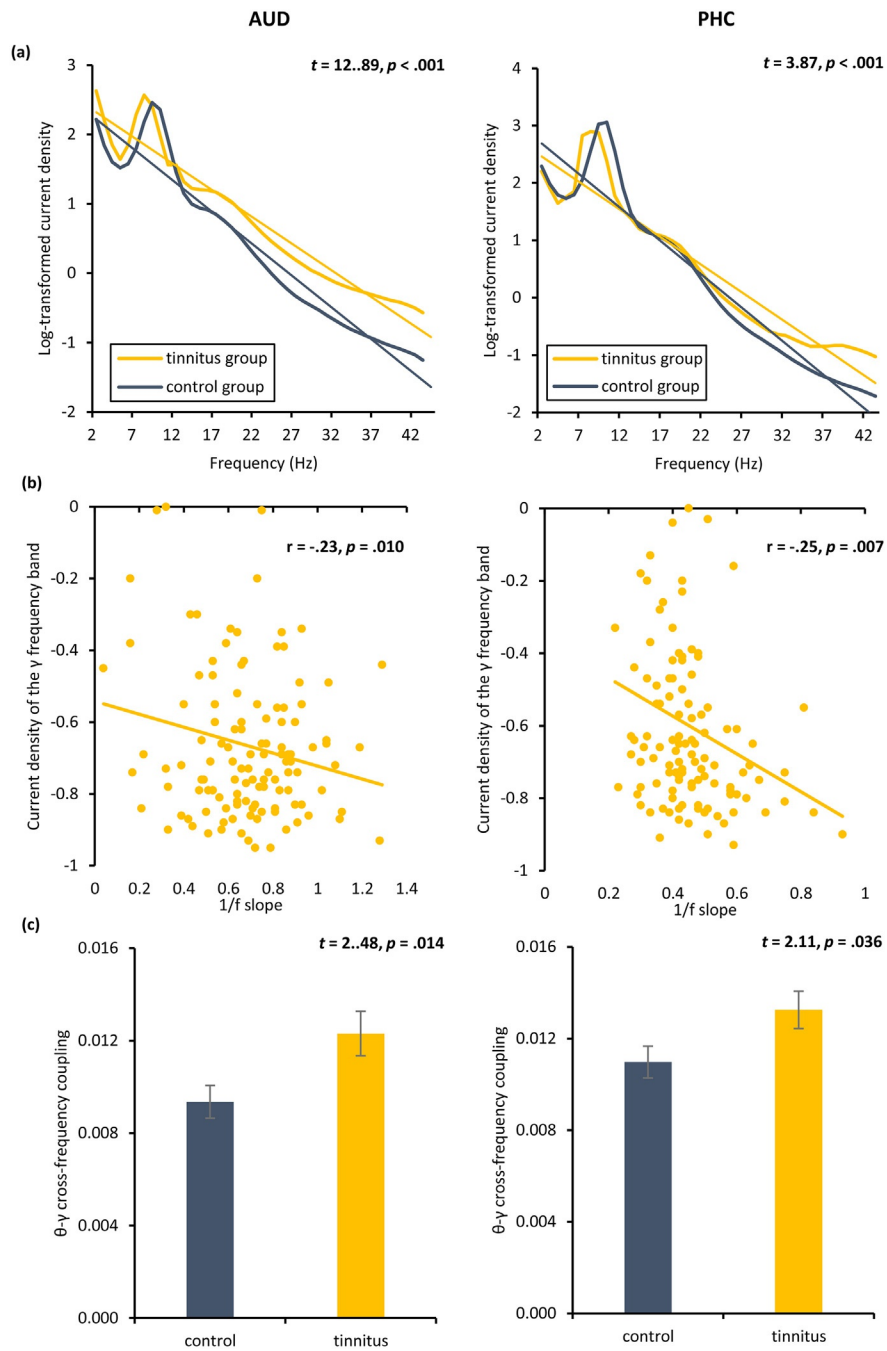 AUD
PHC
(a)
t = 12..89, p < .001
Log-transformed current density
3
2
1
0
-1
-2
tinnitus group
control group
2 7 12 17 22 27 32 37 42
Frequency (Hz)
t = 3.87, p < .001
Log-transformed current density
4
3
2
1
0
-1
-2
tinnitus group
control group
2 7 12 17 22 27 32 37 42
Frequency (Hz)
(b)
r = -.23, p = .010
Current density of the γ frequency band
0
-0.2
-0.4
-0.6
-0.8
-1
0 0.2 0.4 0.6 0.8 1 1.2 1.4
1/f slope
r = -.25, p = .007
Current density of the γ frequency band
0
-0.2
-0.4
-0.6
-0.8
-1
0 0.2 0.4 0.6 0.8 1
1/f slope
(c)
t = 2..48, p = .014
θ-γ cross-frequency coupling
0.016
0.012
0.008
0.004
0.000
control tinnitus
t = 2.11, p = .036
θ-γ cross-frequency coupling
0.016
0.012
0.008
0.004
0.000
control tinnitus